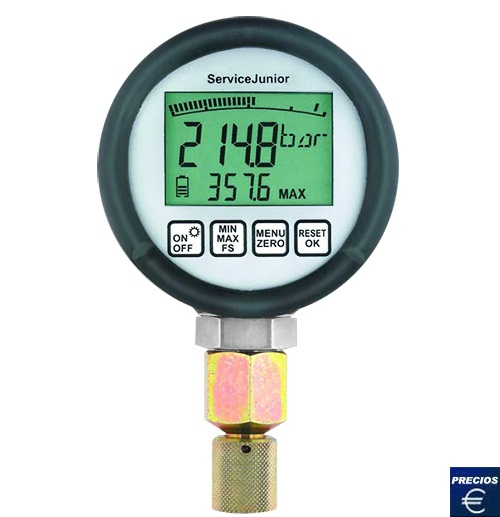 ServiceJunior
214.8 bar
357.6 MAX
ON
OFF
MIN
MAX
FS
MENU
ZERO
RESET
OK
PRECIOS
€